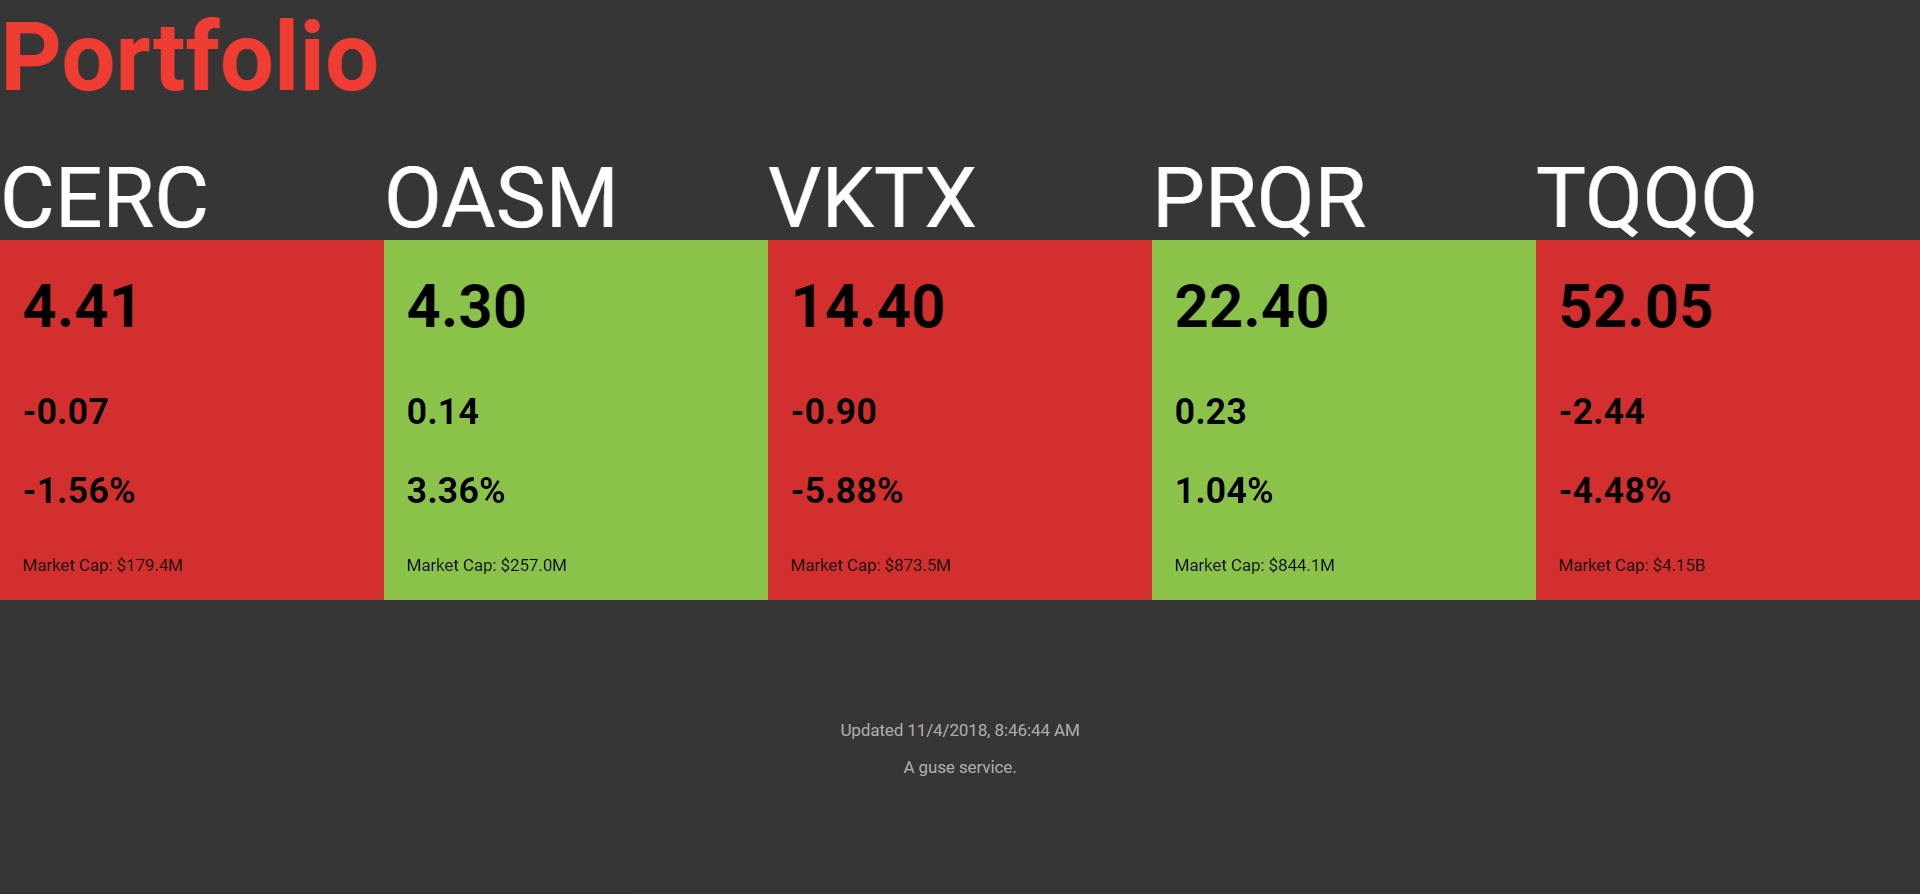 Portfolio
CERC
OASM
VKTX
PRQR
TQQQ
4.41
4.30
14.40
22.40
52.05
-0.07
0.14
-0.90
0.23
-2.44
-1.56%
3.36%
-5.88%
1.04%
-4.48%
Market Cap: $179.4M
Market Cap: $257.0M
Market Cap: $873.5M
Market Cap: $844.1M
Market Cap: $4.15B
Updated 11/4/2018, 8:46:44 AM
A guse service.